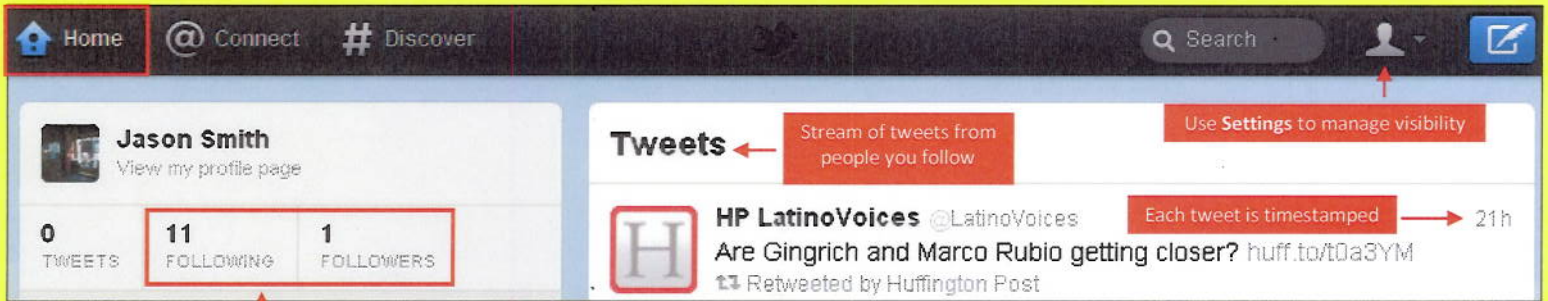 Home @ Connect # Discover Search
Use Settings to manage visibility
Jason Smith
View my profile page
0 11 1
TWEETS FOLLOWING FOLLOWERS
Tweets
Stream of tweets from
people you follow
H
HP LatinoVoices @LatinoVoices
Each tweet is timestamped
21h
Are Gingrich and Marco Rubio getting closer? huff.to/t0a3YM
Retweeted by Huffington Post